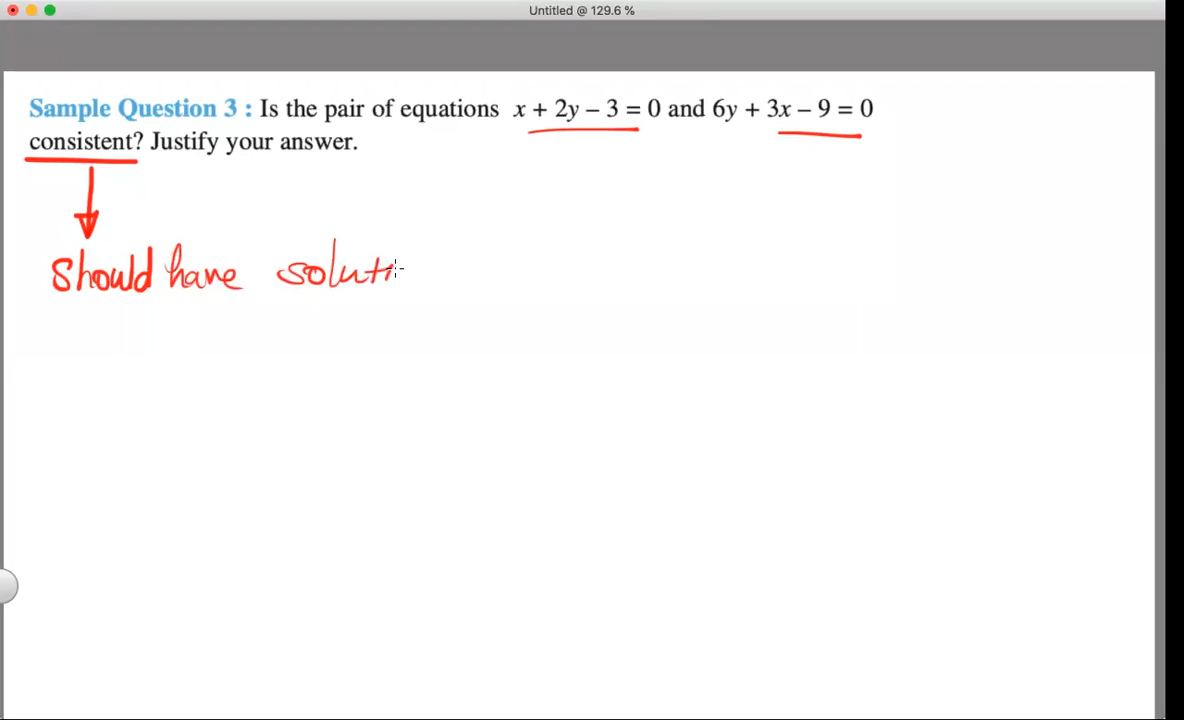 Untitled @ 129.6 %
Sample Question 3 : Is the pair of equations x + 2y – 3 = 0 and 6y + 3x – 9 = 0
consistent? Justify your answer.
Should have soluti